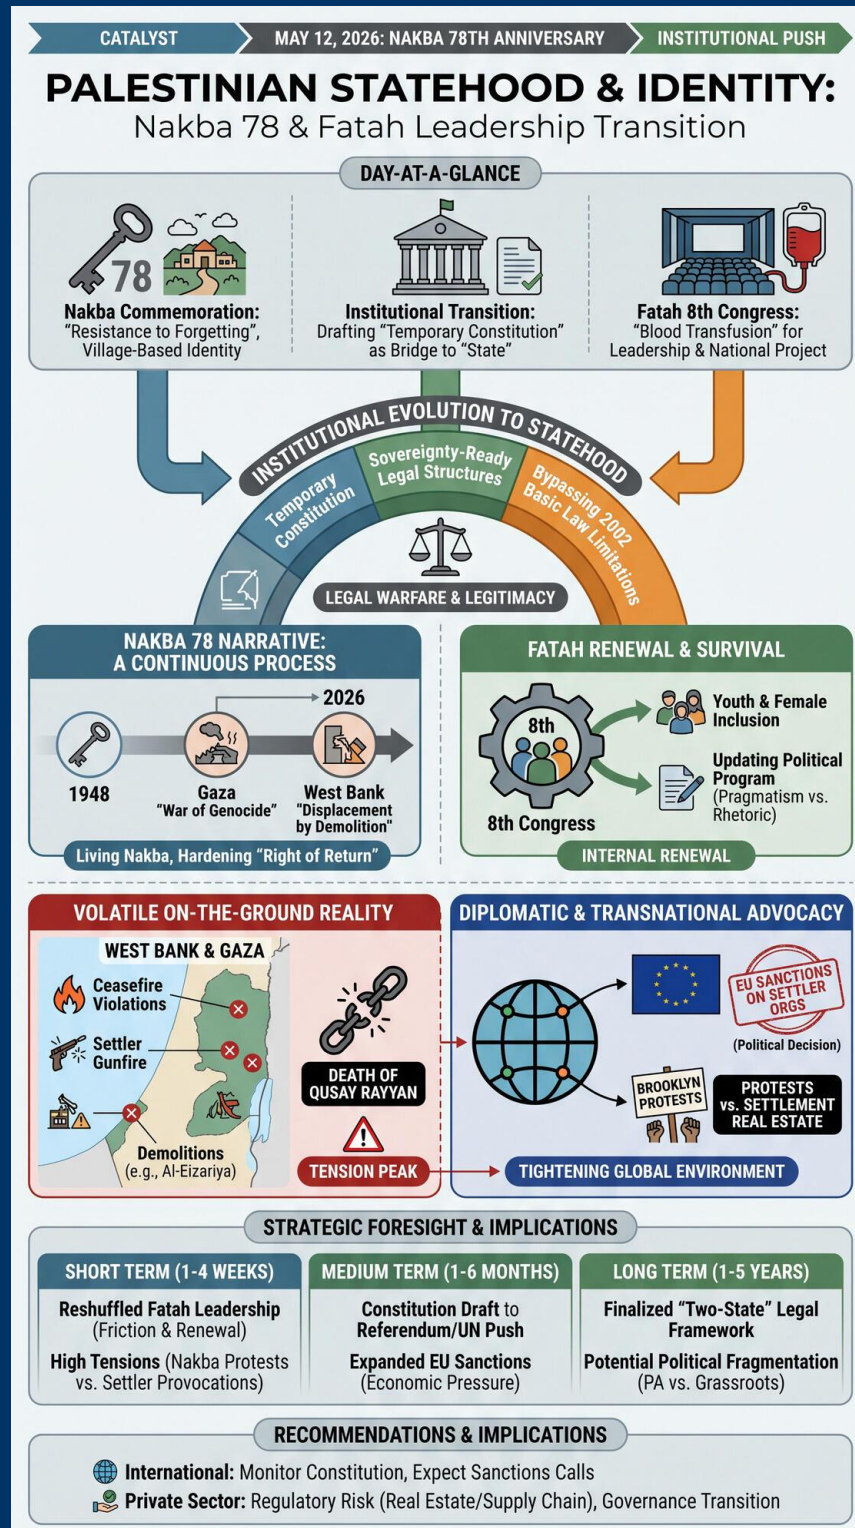 CATALYST
MAY 12, 2026: NAKBA 78TH ANNIVERSARY
INSTITUTIONAL PUSH
PALESTINIAN STATEHOOD & IDENTITY:
Nakba 78 & Fatah Leadership Transition
DAY-AT-A-GLANCE
78
Nakba Commemoration:
"Resistance to Forgetting",
Village-Based Identity
Institutional Transition:
Drafting "Temporary Constitution"
as Bridge to "State"
Fatah 8th Congress:
"Blood Transfusion" for
Leadership & National Project
INSTITUTIONAL EVOLUTION TO STATEHOOD
Temporary
Constitution
Sovereignty-Ready
Legal Structures
Bypassing 2002
Basic Law Limitations
LEGAL WARFARE & LEGITIMACY
NAKBA 78 NARRATIVE:
A CONTINUOUS PROCESS
2026
1948
Gaza
"War of Genocide"
West Bank
"Displacement
by Demolition"
Living Nakba, Hardening "Right of Return"
FATAH RENEWAL & SURVIVAL
8th
8th Congress
Youth & Female
Inclusion
Updating Political
Program
(Pragmatism vs.
Rhetoric)
INTERNAL RENEWAL
VOLATILE ON-THE-GROUND REALITY
WEST BANK & GAZA
Ceasefire
Violations
Settler
Gunfire
Demolitions
(e.g., Al-Eizariya)
DEATH OF
QUSAY RAYYAN
TENSION PEAK
DIPLOMATIC & TRANSNATIONAL ADVOCACY
EU SANCTIONS
ON SETTLER
ORGS
(Political Decision)
BROOKLYN
PROTESTS
PROTESTS
vs. SETTLEMENT
REAL ESTATE
TIGHTENING GLOBAL ENVIRONMENT
STRATEGIC FORESIGHT & IMPLICATIONS
SHORT TERM (1-4 WEEKS)
Reshuffled Fatah Leadership
(Friction & Renewal)
High Tensions (Nakba Protests
vs. Settler Provocations)
MEDIUM TERM (1-6 MONTHS)
Constitution Draft to
Referendum/UN Push
Expanded EU Sanctions
(Economic Pressure)
LONG TERM (1-5 YEARS)
Finalized "Two-State" Legal
Framework
Potential Political Fragmentation
(PA vs. Grassroots)
RECOMMENDATIONS & IMPLICATIONS
International: Monitor Constitution, Expect Sanctions Calls
Private Sector: Regulatory Risk (Real Estate/Supply Chain), Governance Transition